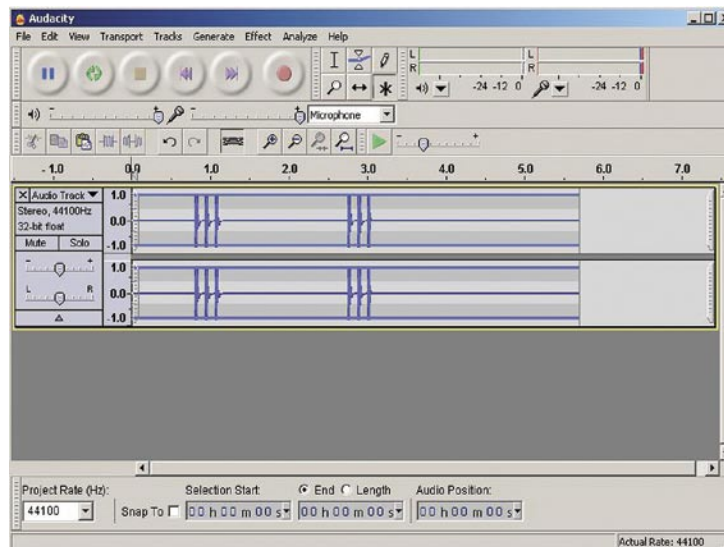 Audacity
File Edit View Transport Tracks Generate Effect Analyze Help
L
R
-24 -12 0
L
R
-24 -12 0
Microphone
- 1.0 0,0 1.0 2.0 3.0 4.0 5.0 6.0 7.0
X Audio Track 1.0
Stereo, 44100Hz
32-bit float 0.0
Mute Solo -1.0
- + 1.0
L R 0.0
-1.0
Project Rate (Hz): Selection Start: End Length Audio Position:
44100 Snap To 00 h 00 m 00 s 00 h 00 m 00 s 00 h 00 m 00 s
Actual Rate: 44100